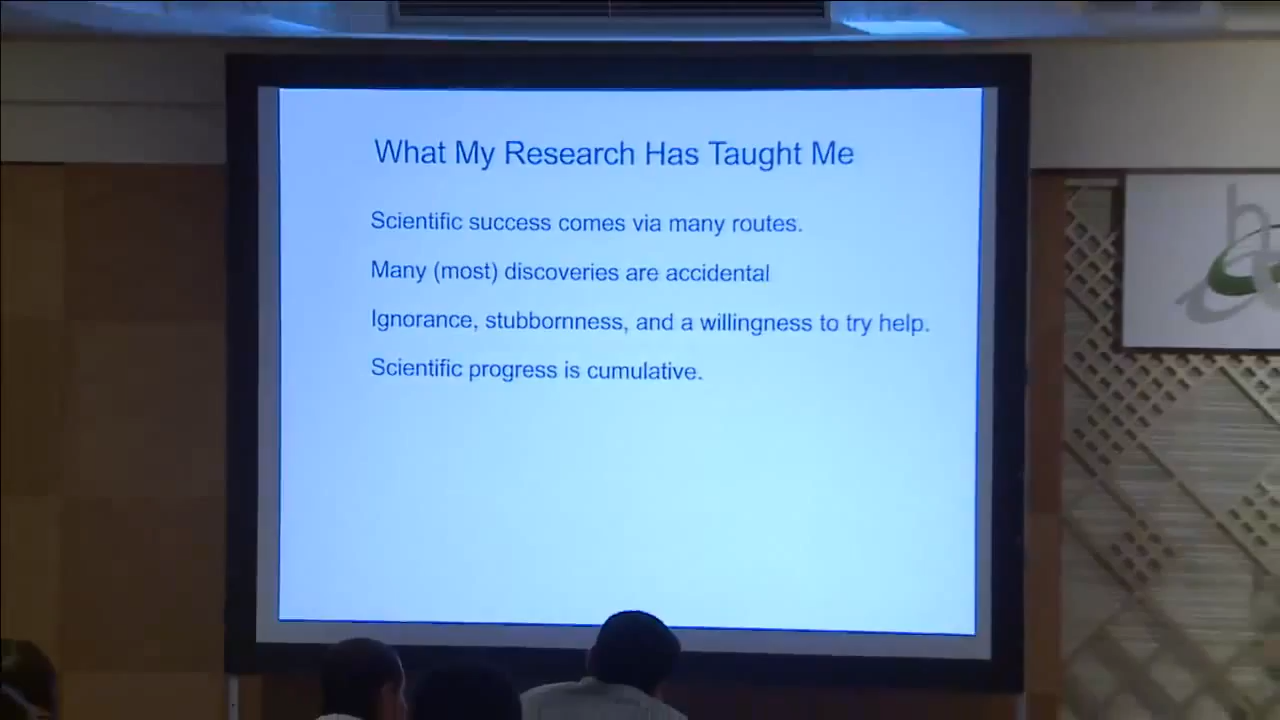 What My Research Has Taught Me
Scientific success comes via many routes.
Many (most) discoveries are accidental
Ignorance, stubbornness, and a willingness to try help.
Scientific progress is cumulative.